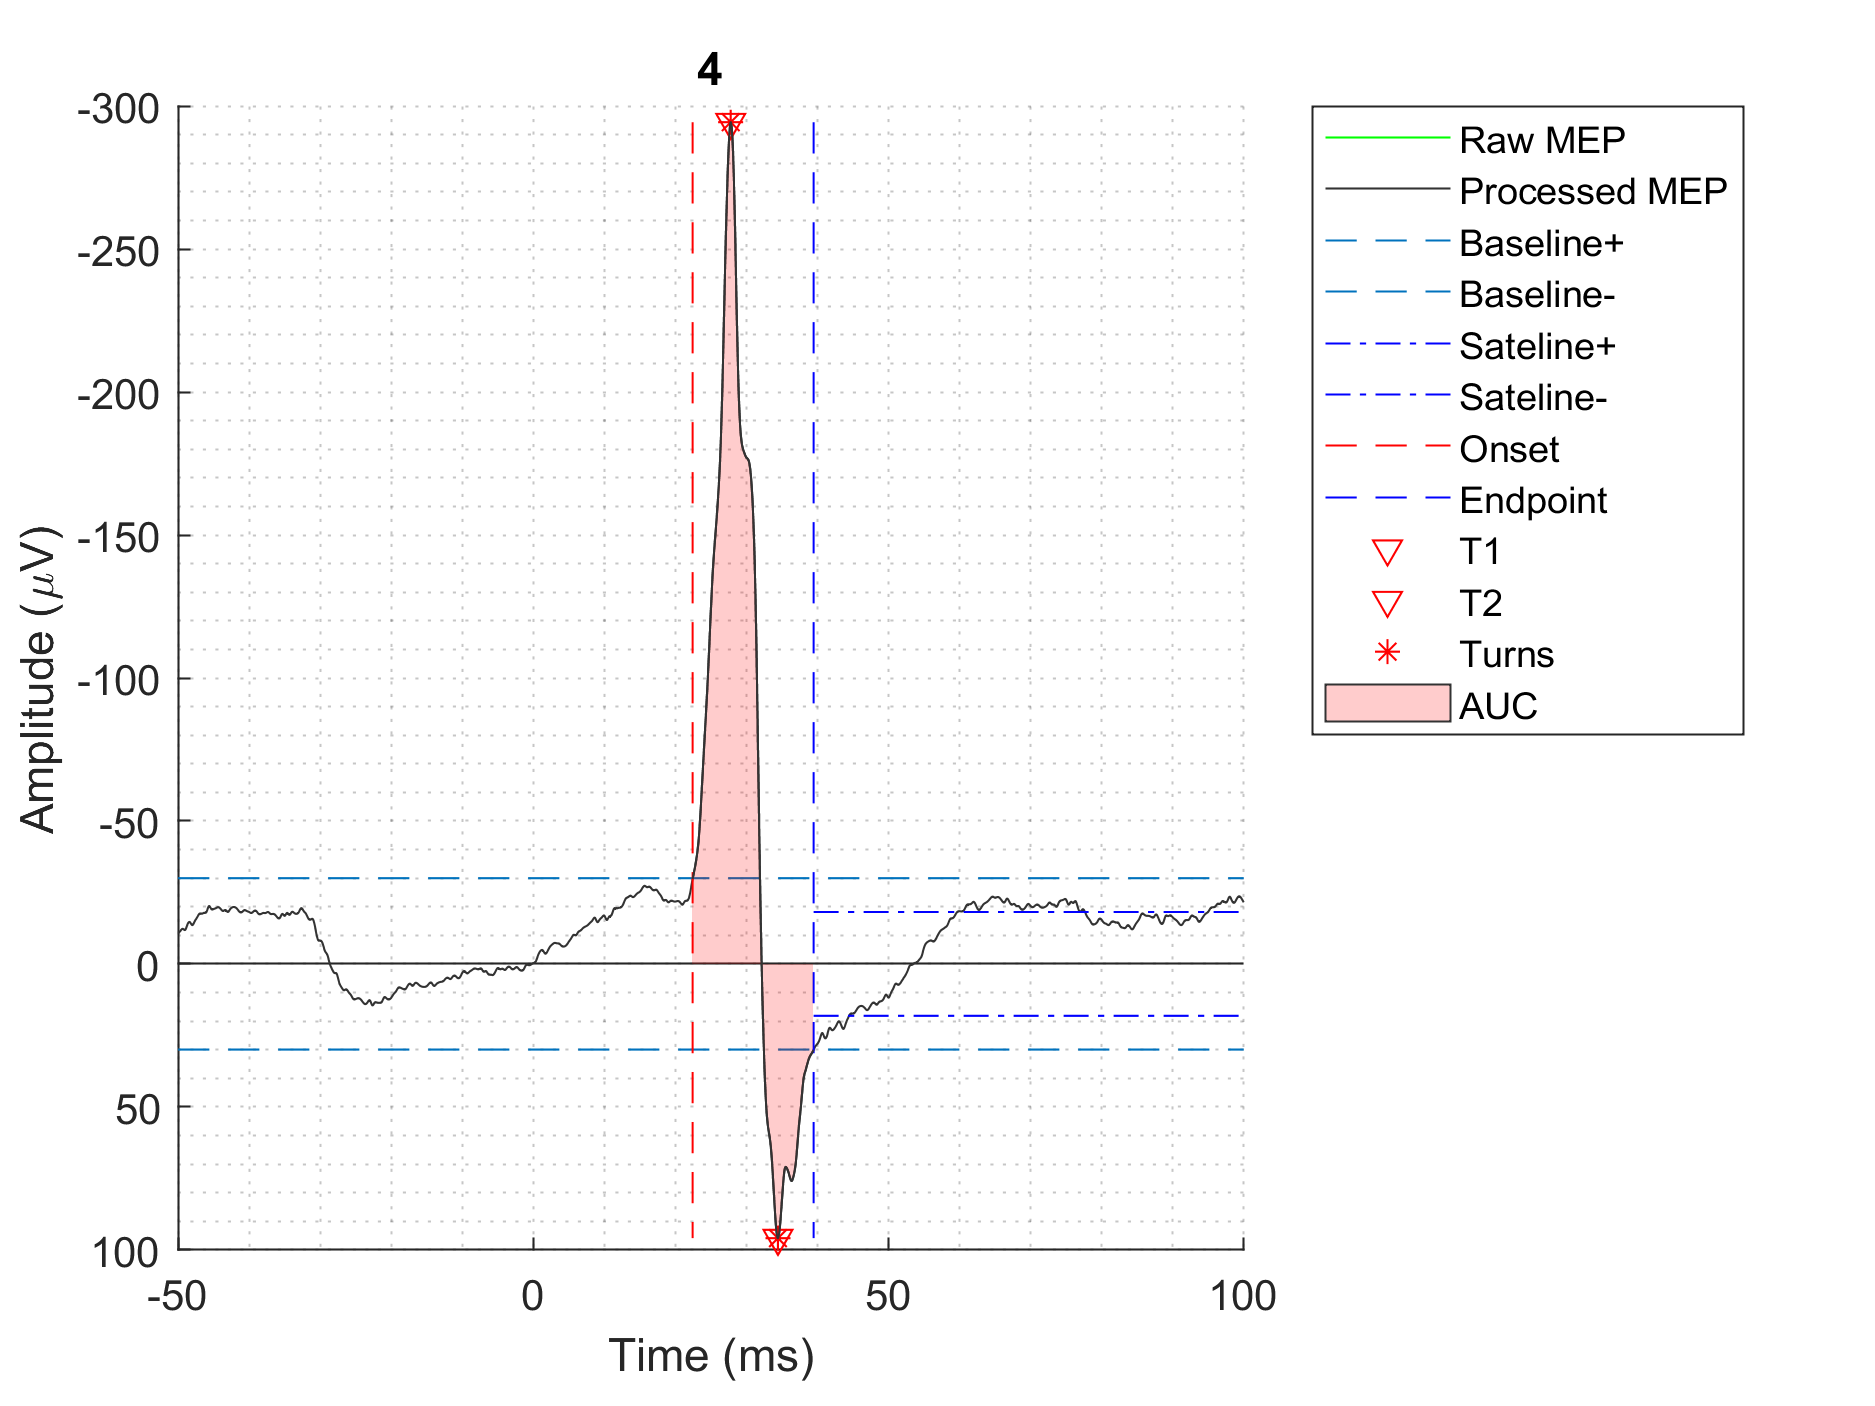 4
-300
-250
-200
-150
-100
-50
0
50
100
-50
0
50
100
Amplitude (μV)
Time (ms)
Raw MEP
Processed MEP
Baseline+
Baseline-
Sateline+
Sateline-
Onset
Endpoint
T1
T2
Turns
AUC